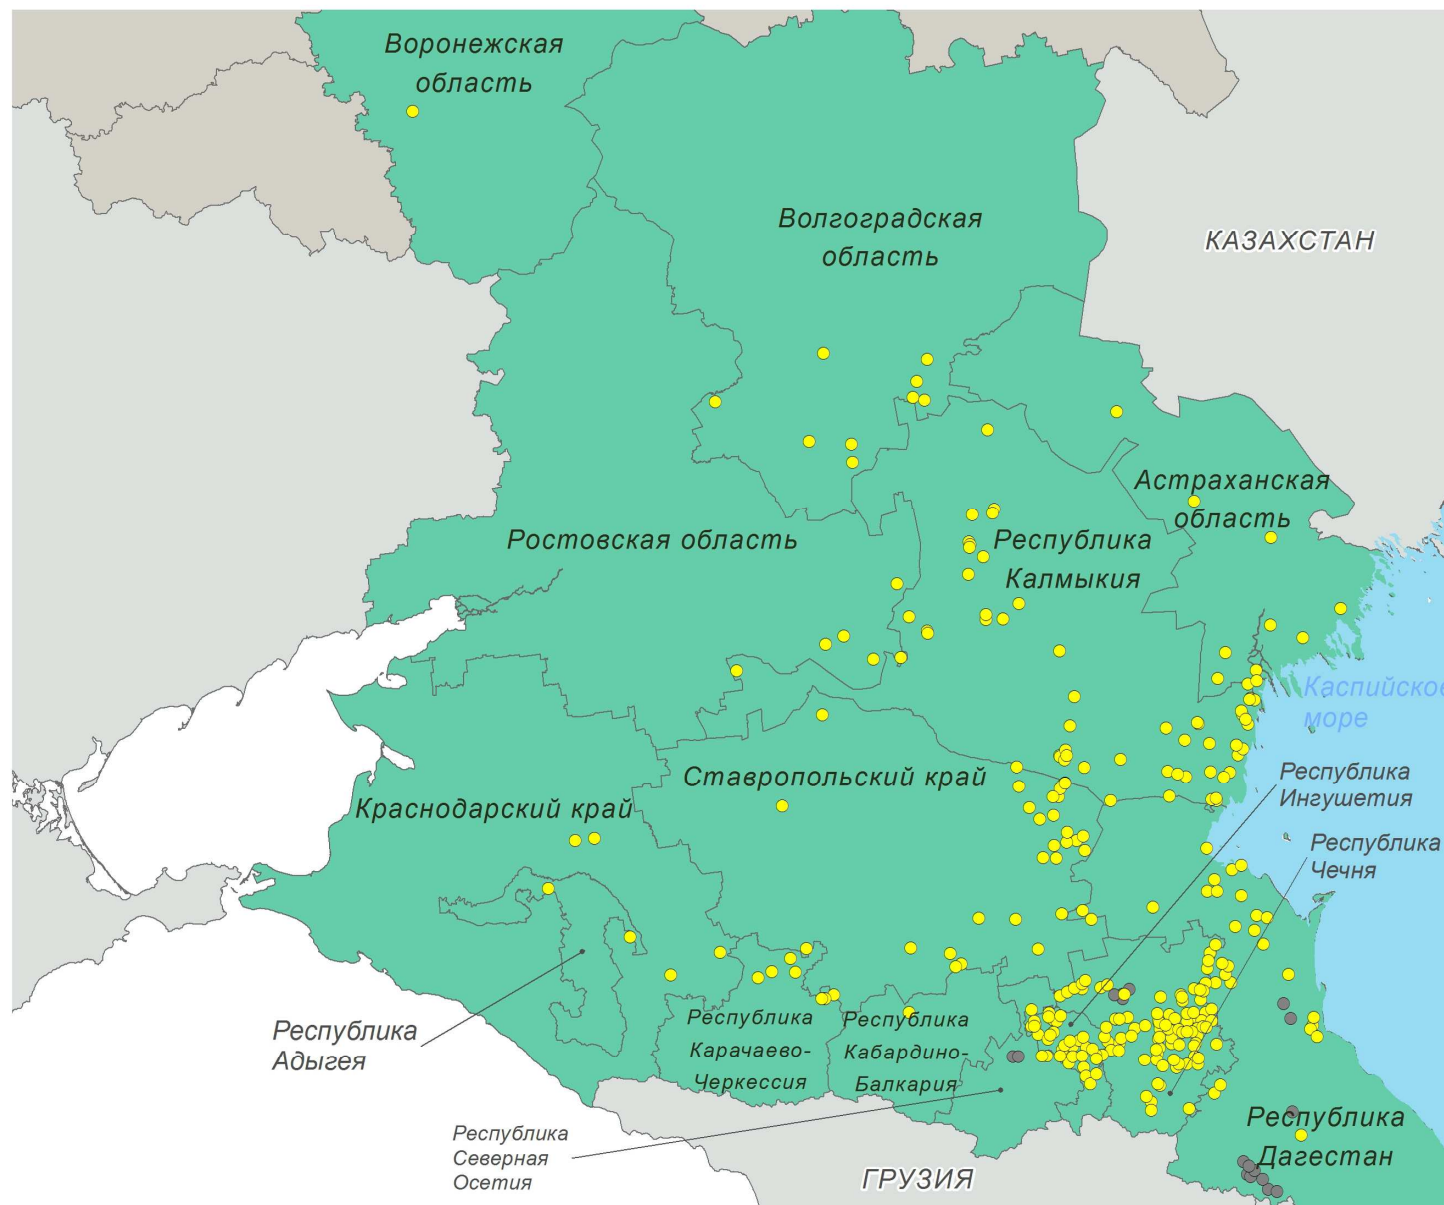 Воронежская
область
Волгоградская
область
КАЗАХСТАН
Астраханская
область
Ростовская область
Республика
Калмыкия
Каспийское
море
Ставропольский край
Республика
Ингушетия
Краснодарский край
Республика
Чечня
Республика
Адыгея
Республика
Карачаево-
Черкессия
Республика
Кабардино-
Балкария
Республика
Северная
Осетия
Республика
Дагестан
ГРУЗИЯ